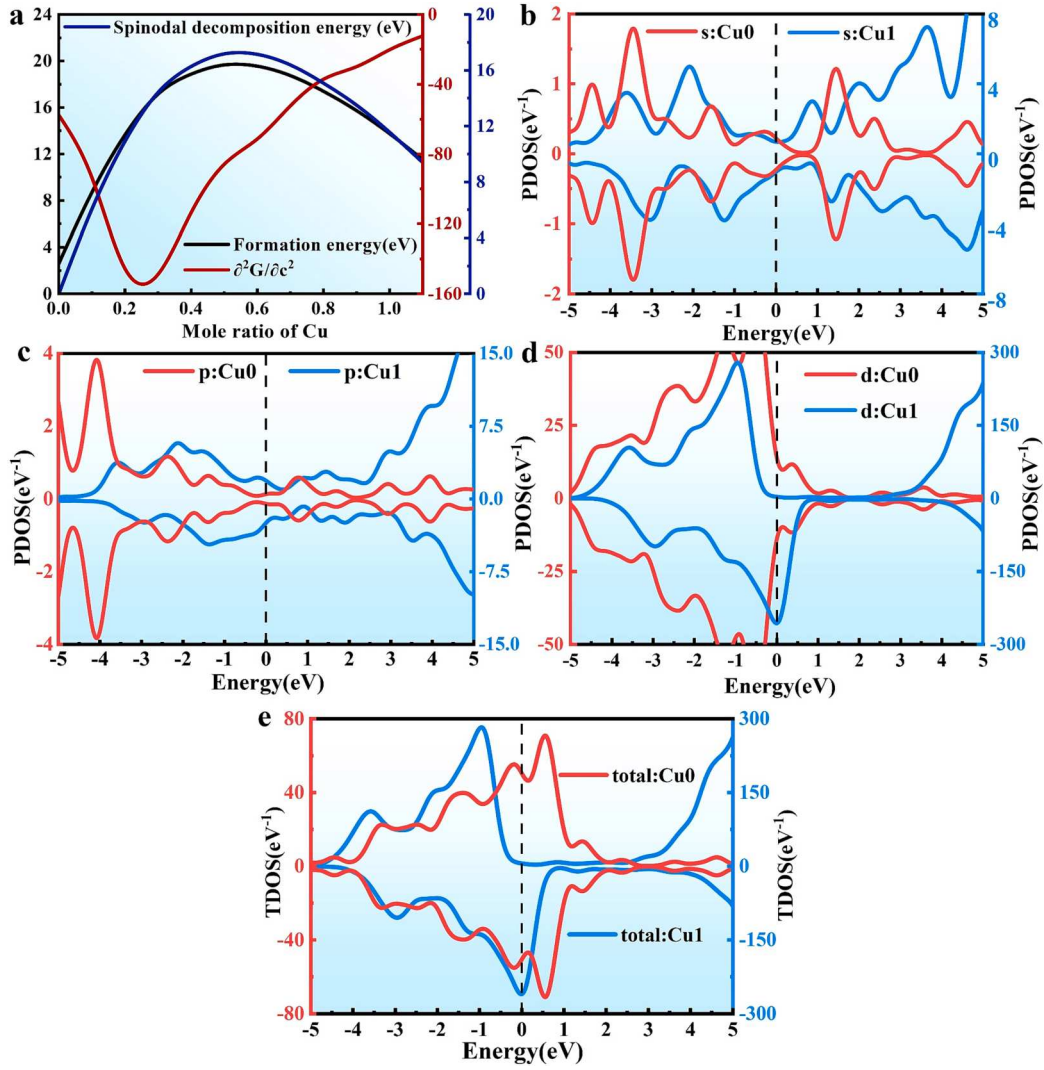 a
Spinodal decomposition energy (eV)
24
20
16
12
8
4
0
0
-40
-80
-120
-160
20
16
10
12
10
20
0
Formation energy(eV)
∂²G/∂c²
0.0 0.2 0.4 0.6 0.8 1.0
Mole ratio of Cu
b
s:Cu0 s:Cu1
PDOS(eV⁻¹)
2
1
0
-1
-2
8
4
0
-4
-8
PDOS(eV⁻¹)
-5 -4 -3 -2 -1 0 1 2 3 4 5
Energy(eV)
c
p:Cu0 p:Cu1
PDOS(eV⁻¹)
4
2
0
-2
-4
15.0
7.5
0.0
-7.5
-15.0
PDOS(eV⁻¹)
-5 -4 -3 -2 -1 0 1 2 3 4 5
Energy(eV)
d
d:Cu0
d:Cu1
PDOS(eV⁻¹)
50
25
0
-25
-50
300
150
0
-150
-300
PDOS(eV⁻¹)
-5 -4 -3 -2 -1 0 1 2 3 4 5
Energy(eV)
e
total:Cu0
total:Cu1
TDOS(eV⁻¹)
80
40
0
-40
-80
300
150
0
-150
-300
TDOS(eV⁻¹)
-5 -4 -3 -2 -1 0 1 2 3 4 5
Energy(eV)